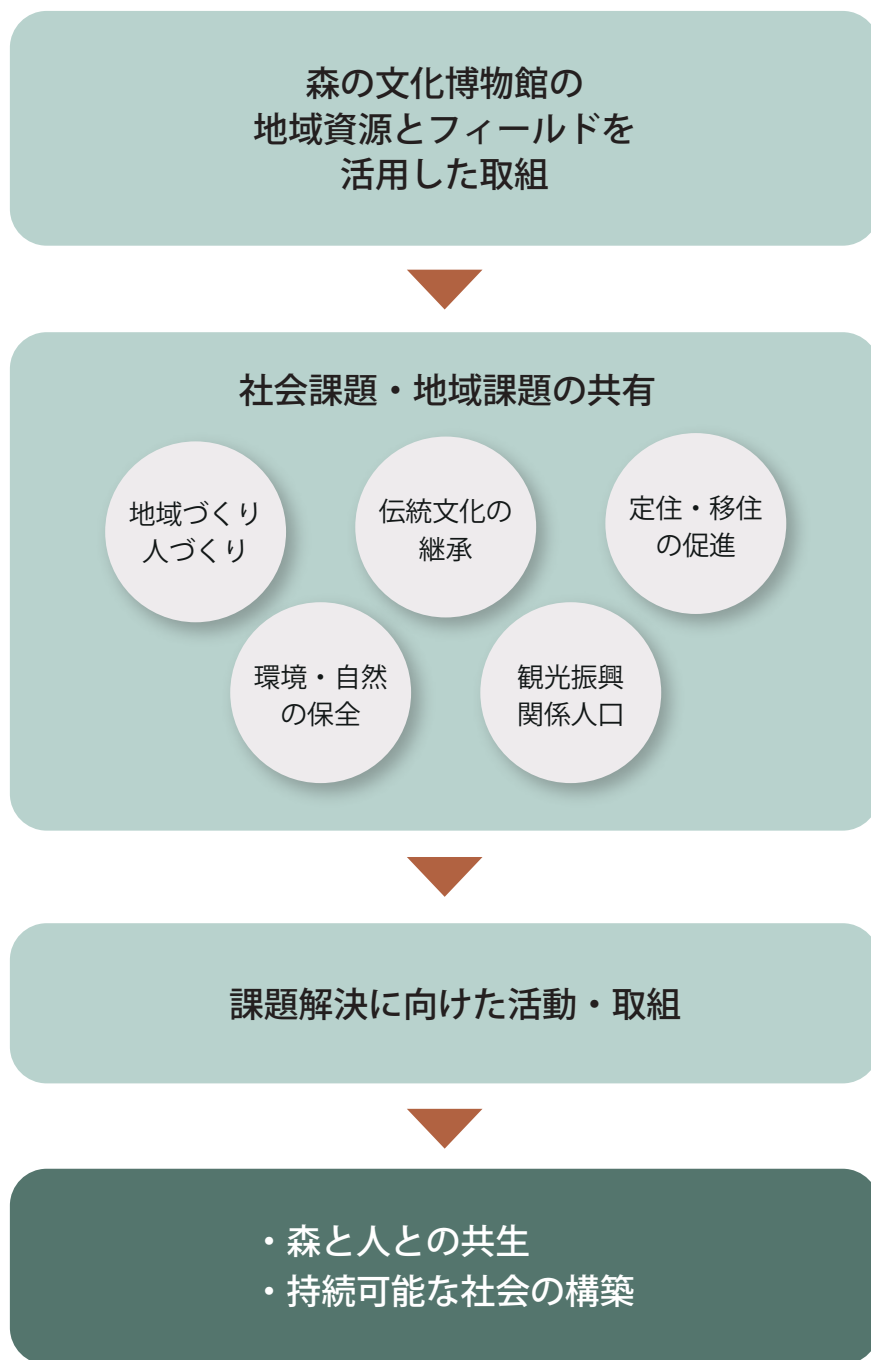 森の文化博物館の
地域資源とフィールドを
活用した取組
社会課題・地域課題の共有
地域づくり
人づくり
伝統文化の
継承
定住・移住
の促進
環境・自然
の保全
観光振興
関係人口
課題解決に向けた活動・取組
・森と人との共生
・持続可能な社会の構築